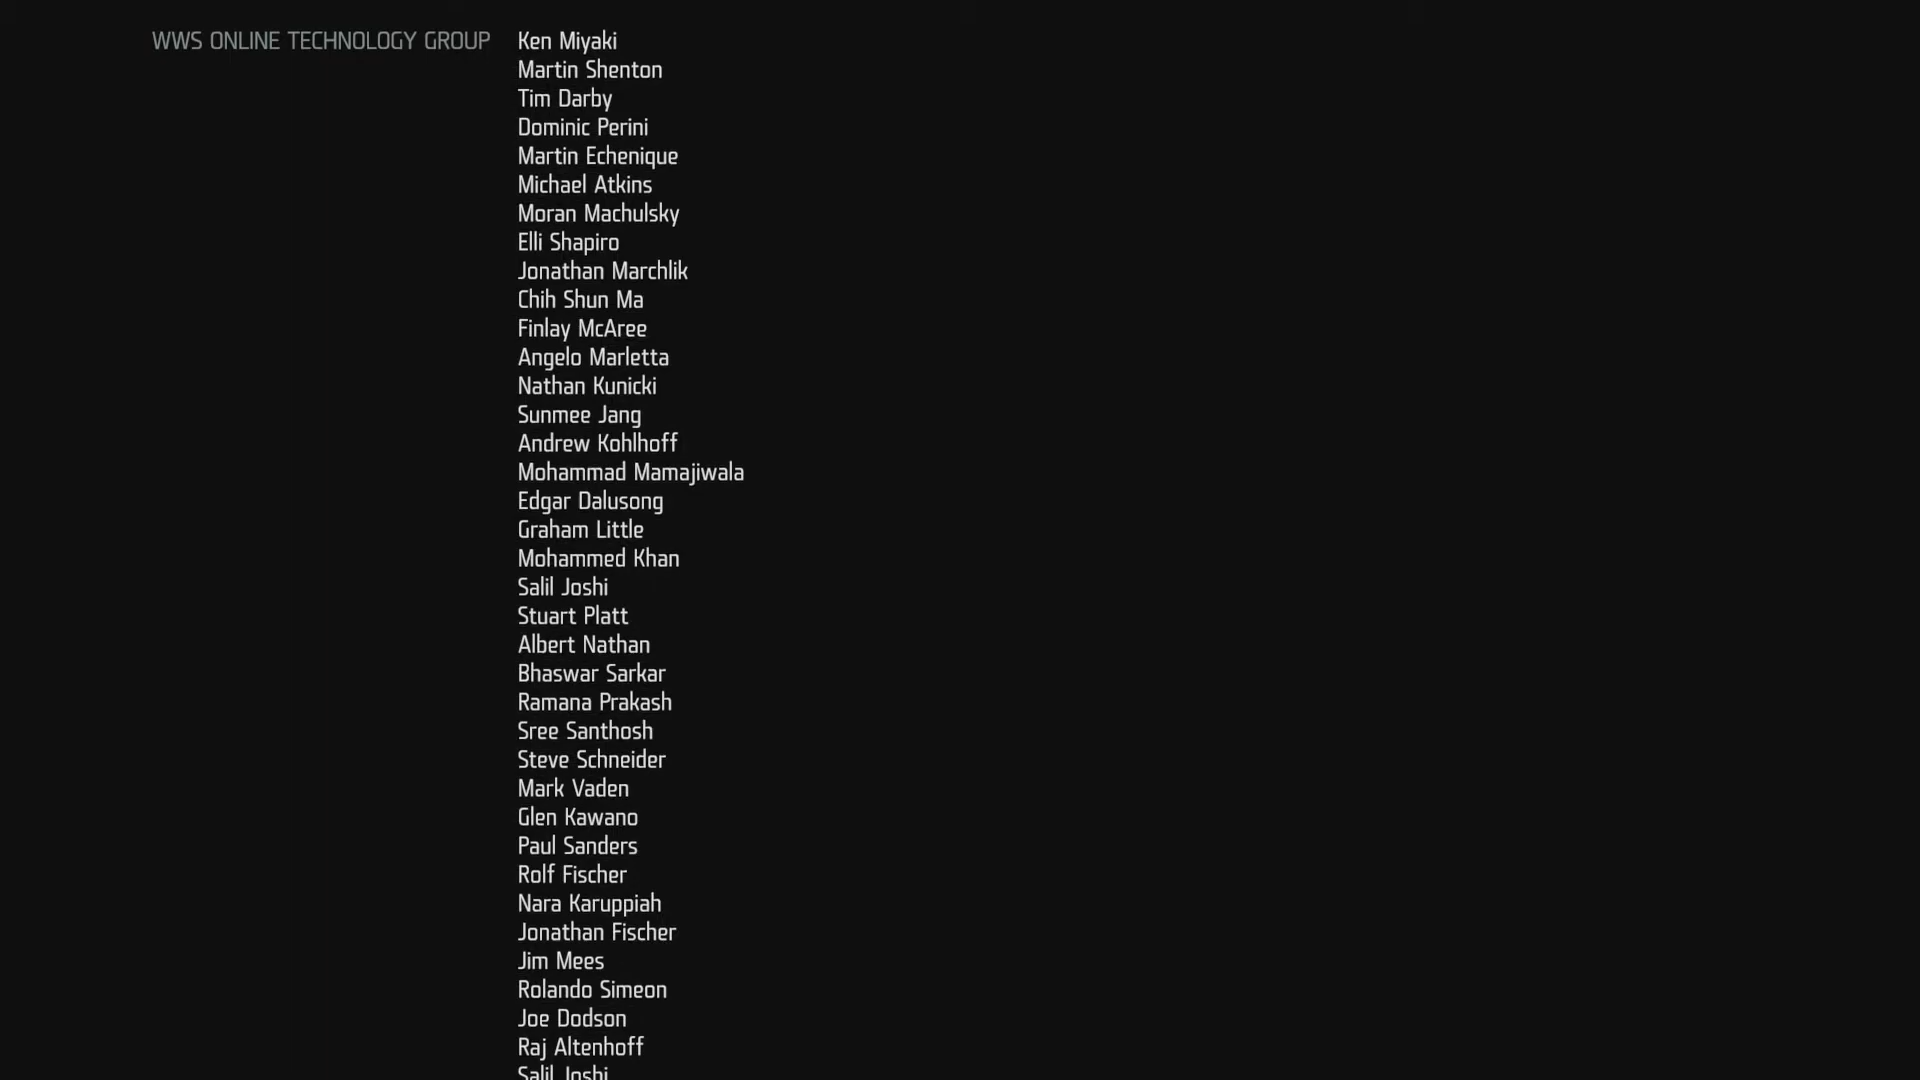 WWS ONLINE TECHNOLOGY GROUP Ken Miyaki
Martin Shenton
Tim Darby
Dominic Perini
Martin Echenique
Michael Atkins
Moran Machulsky
Elli Shapiro
Jonathan Marchlik
Chih Shun Ma
Finlay McAree
Angelo Marletta
Nathan Kunicki
Sunmee Jang
Andrew Kohlhoff
Mohammad Mamajiwala
Edgar Dalusong
Graham Little
Mohammed Khan
Salil Joshi
Stuart Platt
Albert Nathan
Bhaswar Sarkar
Ramana Prakash
Sree Santhosh
Steve Schneider
Mark Vaden
Glen Kawano
Paul Sanders
Rolf Fischer
Nara Karuppiah
Jonathan Fischer
Jim Mees
Rolando Simeon
Joe Dodson
Raj Altenhoff
Salil Joshi